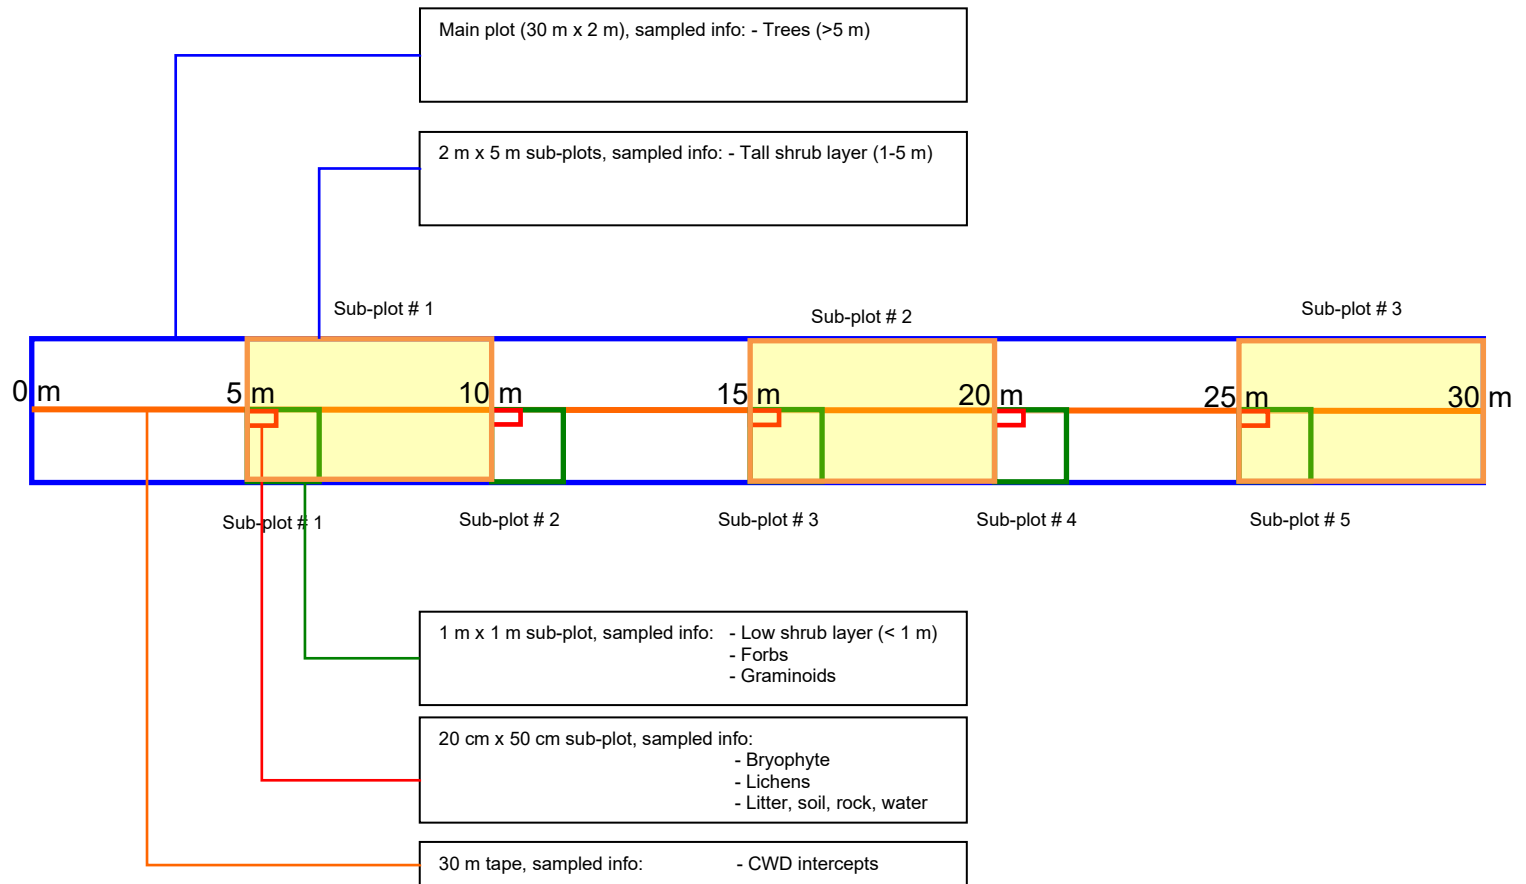 Main plot (30 m x 2 m), sampled info: - Trees (>5 m)
2 m x 5 m sub-plots, sampled info: - Tall shrub layer (1-5 m)
Sub-plot # 1
Sub-plot # 2
Sub-plot # 3
0 m
5 m
10 m
15 m
20 m
25 m
30 m
Sub-plot # 1
Sub-plot # 2
Sub-plot # 3
Sub-plot # 4
Sub-plot # 5
1 m x 1 m sub-plot, sampled info: - Low shrub layer (< 1 m)
- Forbs
- Graminoids
20 cm x 50 cm sub-plot, sampled info:
- Bryophyte
- Lichens
- Litter, soil, rock, water
30 m tape, sampled info: - CWD intercepts